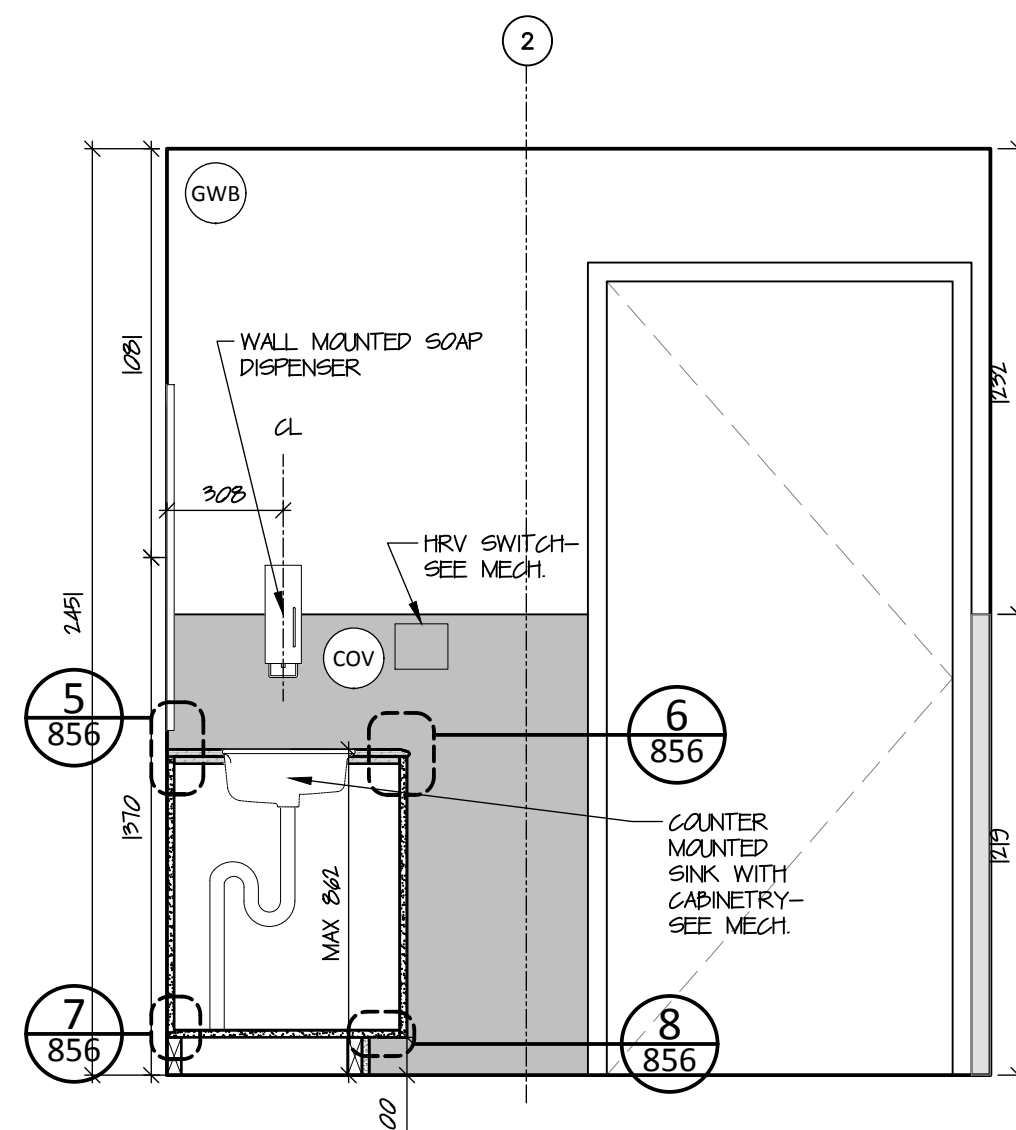 2
GWB
1081
WALL MOUNTED SOAP
DISPENSER
1232
CL
308
HRV SWITCH-
SEE MECH.
2451
COV
5
856
6
856
1370
COUNTER
MOUNTED
SINK WITH
CABINETRY-
SEE MECH.
1219
MAX 862
7
856
8
856
00